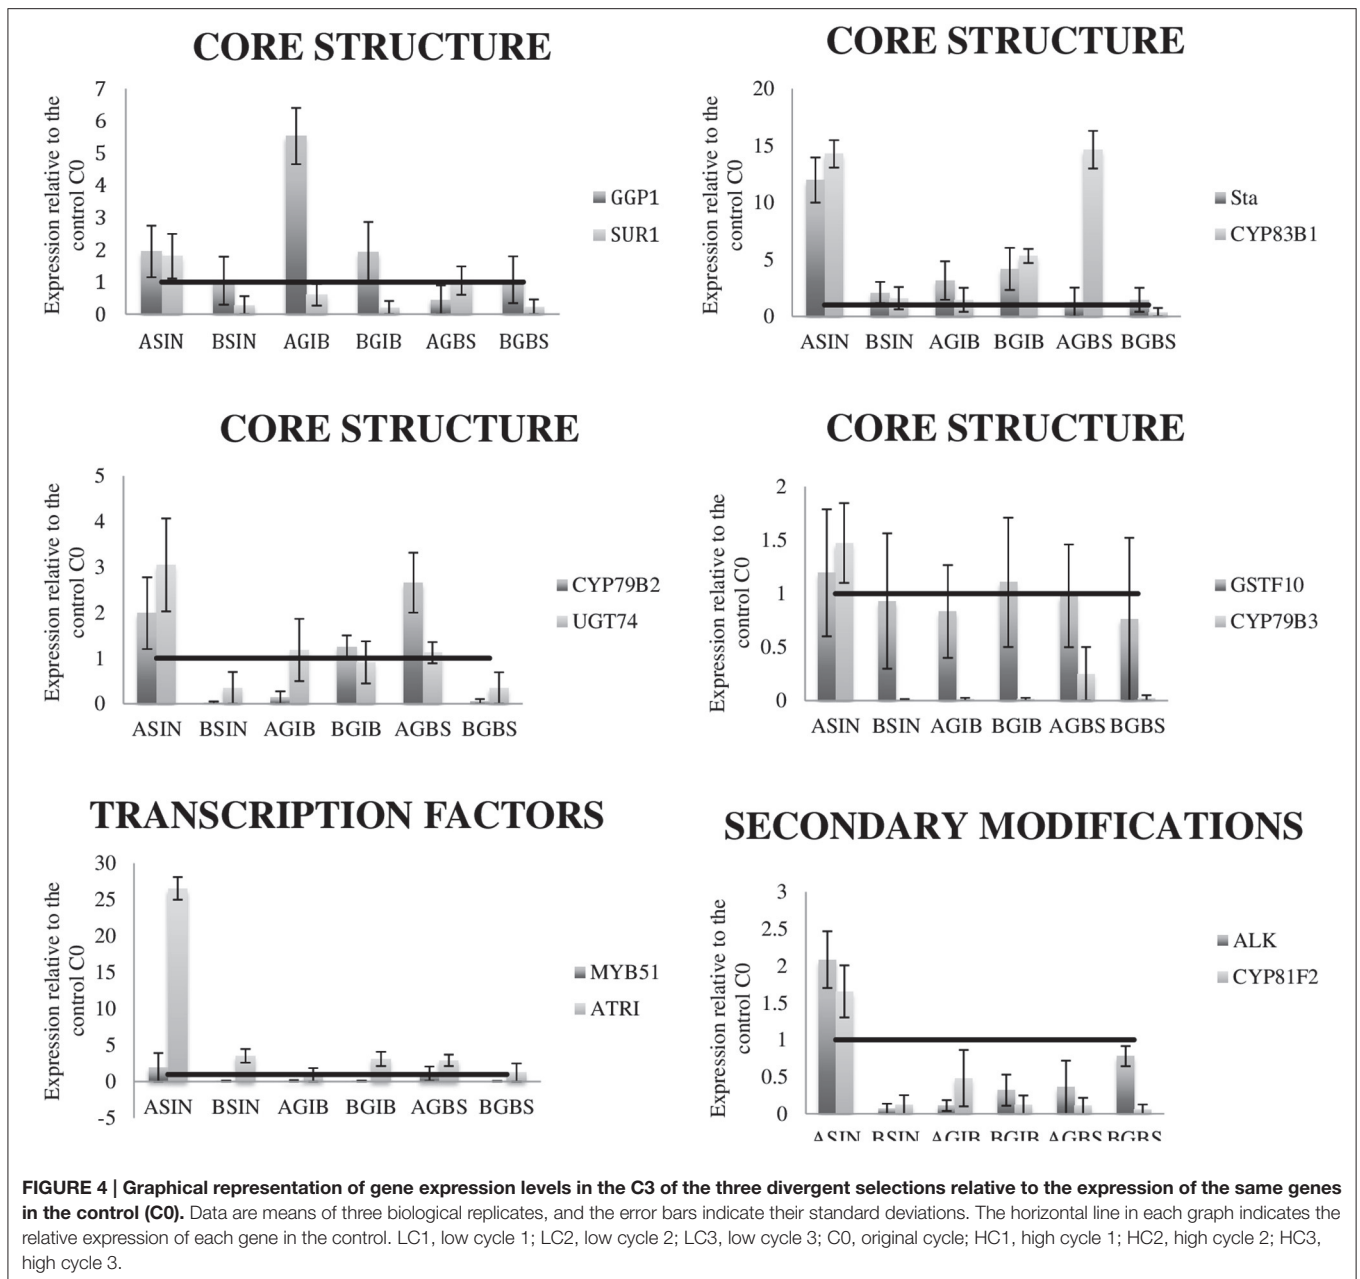 CORE STRUCTURE
Expression relative to the
control C0
7
6
5
4
3
2
1
0
ASIN BSIN AGIB BGIB AGBS BGBS
GGP1
SUR1
CORE STRUCTURE
Expression relative to the
control C0
20
15
10
5
0
ASIN BSIN AGIB BGIB AGBS BGBS
Sta
CYP83B1
CORE STRUCTURE
Expression relative to the
control C0
5
4
3
2
1
0
ASIN BSIN AGIB BGIB AGBS BGBS
CYP79B2
UGT74
CORE STRUCTURE
Expression relative to the
control C0
2
1.5
1
0.5
0
ASIN BSIN AGIB BGIB AGBS BGBS
GSTF10
CYP79B3
TRANSCRIPTION FACTORS
Expression relative to the
control C0
30
25
20
15
10
5
0
-5
ASIN BSIN AGIB BGIB AGBS BGBS
MYB51
ATRI
SECONDARY MODIFICATIONS
Expression relative to the
control C0
3
2.5
2
1.5
1
0.5
0
ASIN BSIN AGIB BGIB AGBS BGBS
ALK
CYP81F2
FIGURE 4 | Graphical representation of gene expression levels in the C3 of the three divergent selections relative to the expression of the same genes
in the control (C0). Data are means of three biological replicates, and the error bars indicate their standard deviations. The horizontal line in each graph indicates the
relative expression of each gene in the control. LC1, low cycle 1; LC2, low cycle 2; LC3, low cycle 3; C0, original cycle; HC1, high cycle 1; HC2, high cycle 2; HC3,
high cycle 3.